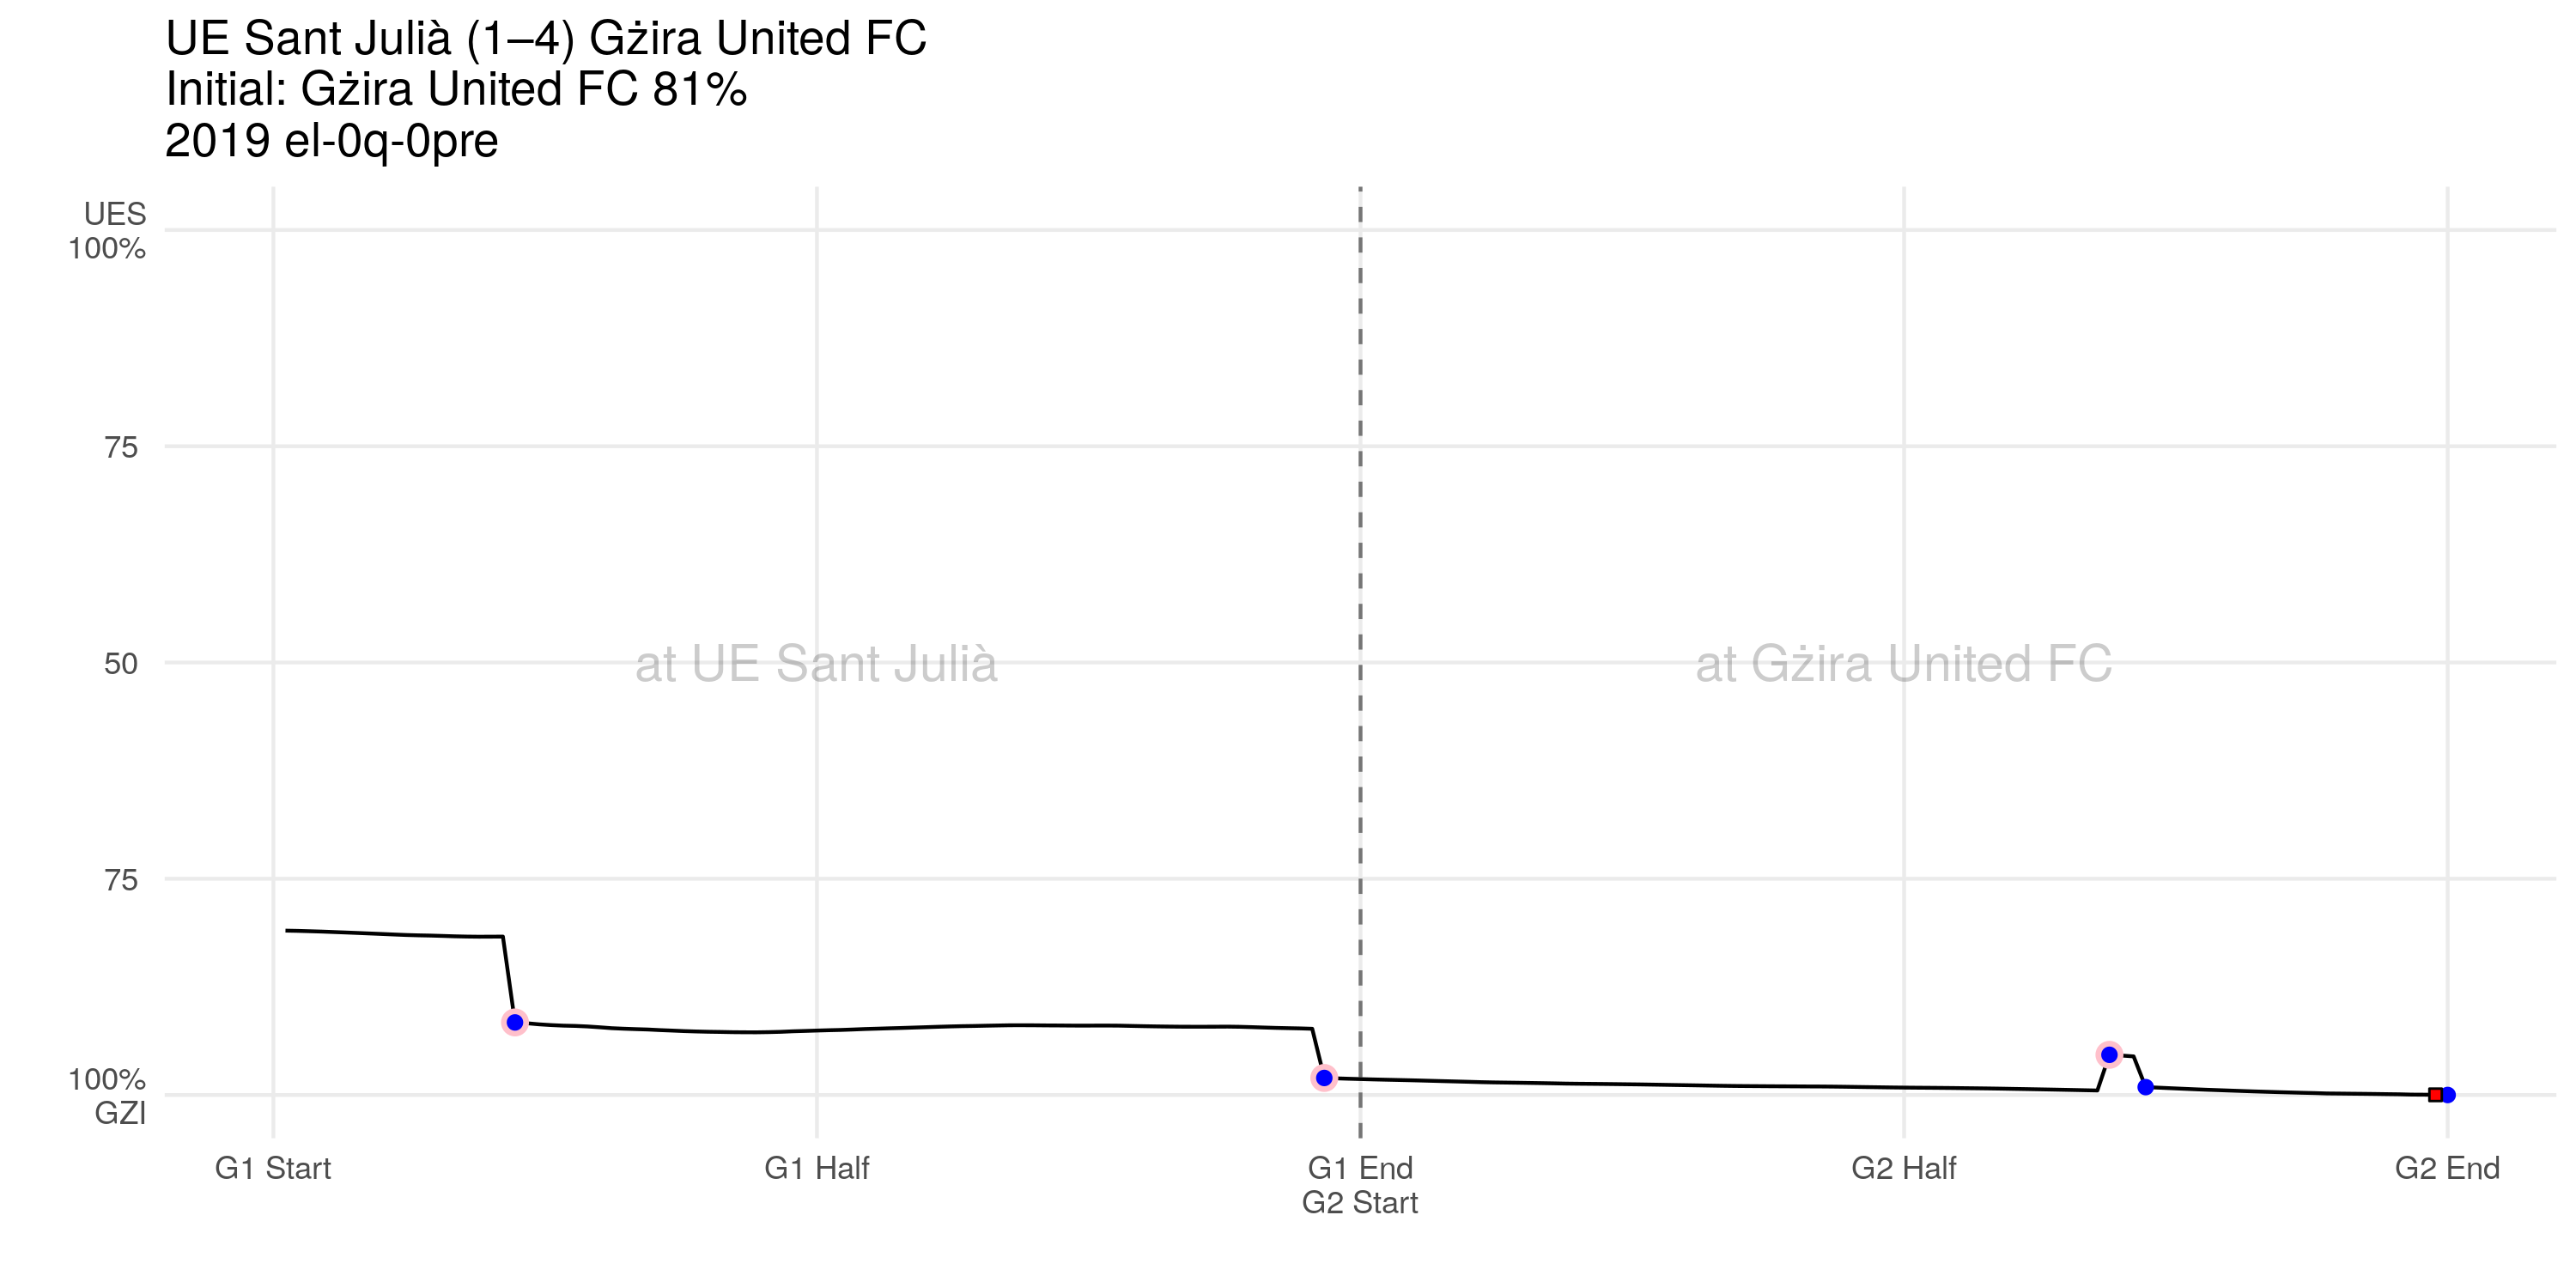 UE Sant Julià (1–4) Gżira United FC
Initial: Gżira United FC 81%
2019 el-0q-0pre
UES
100%
75
50
75
100%
GZI
at UE Sant Julià
at Gżira United FC
G1 Start
G1 Half
G1 End
G2 Start
G2 Half
G2 End